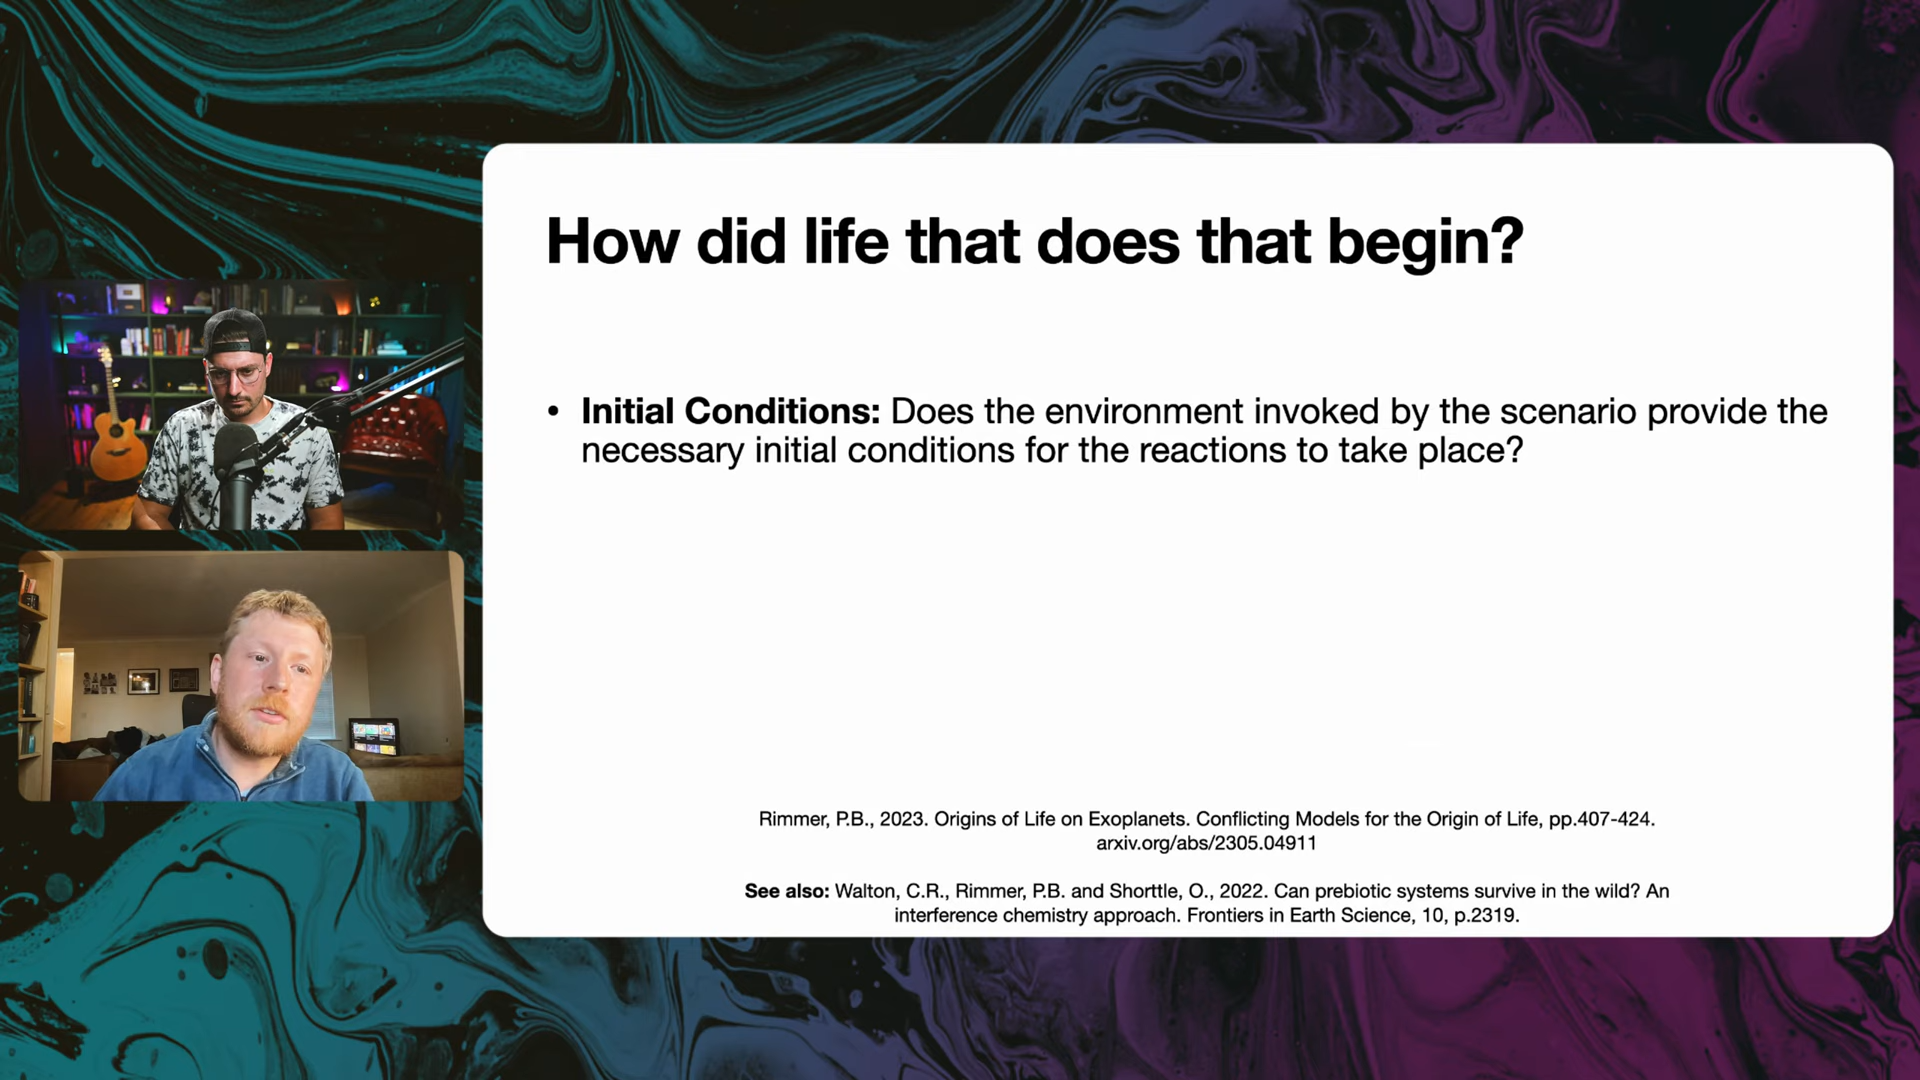 How did life that does that begin?
• Initial Conditions: Does the environment invoked by the scenario provide the
necessary initial conditions for the reactions to take place?
Rimmer, P.B., 2023. Origins of Life on Exoplanets. Conflicting Models for the Origin of Life, pp.407-424.
arxiv.org/abs/2305.04911
See also: Walton, C.R., Rimmer, P.B. and Shorttle, O., 2022. Can prebiotic systems survive in the wild? An
interference chemistry approach. Frontiers in Earth Science, 10, p.2319.